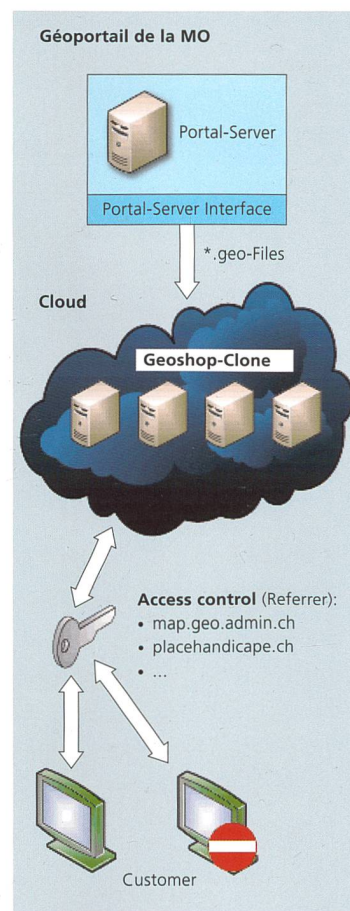 Géoportail de la MO
Portal-Server
Portal-Server Interface
*.geo-Files
Cloud
Geoshop-Clone
Access control (Referrer):
• map.geo.admin.ch
• placehandicape.ch
• ...
Customer